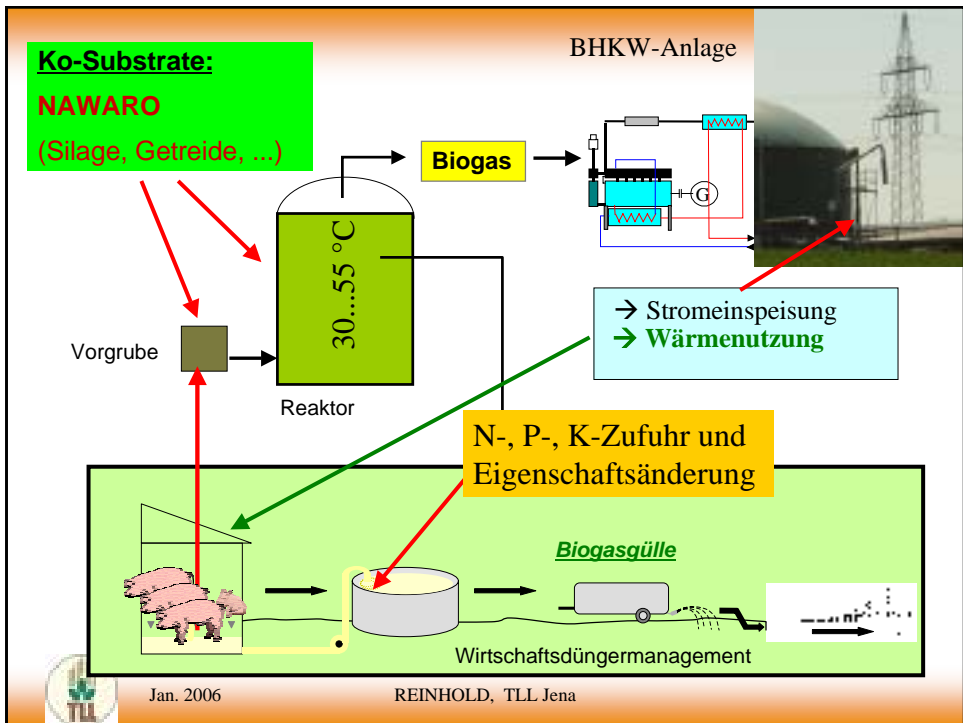 Ko-Substrate:
NAWARO
(Silage, Getreide, ...)
BHKW-Anlage
Biogas
G
30...55 °C
→ Stromeinspeisung
→ Wärmenutzung
Vorgrube
Reaktor
N-, P-, K-Zufuhr und
Eigenschaftsänderung
Biogasgülle
Wirtschaftsdüngermanagement
TLL
Jan. 2006
REINHOLD, TLL Jena